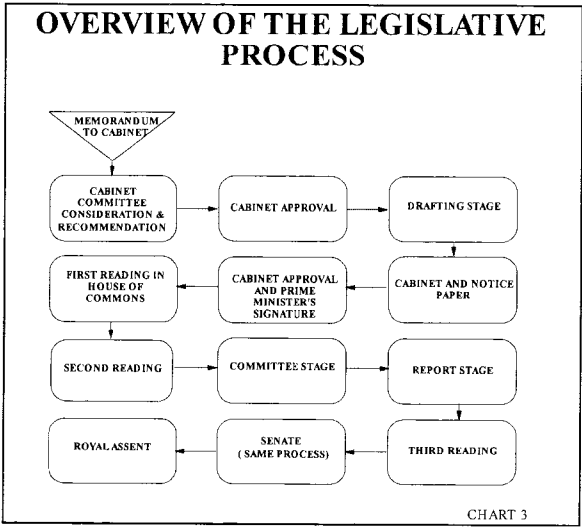 OVERVIEW OF THE LEGISLATIVE
PROCESS
MEMORANDUM
TO CABINET
CABINET
COMMITTEE
CONSIDERATION &
RECOMMENDATION
CABINET APPROVAL
DRAFTING STAGE
FIRST READING IN
HOUSE OF
COMMONS
CABINET APPROVAL
AND PRIME
MINISTER'S
SIGNATURE
CABINET AND NOTICE
PAPER
SECOND READING
COMMITTEE STAGE
REPORT STAGE
ROYAL ASSENT
SENATE
( SAME PROCESS)
THIRD READING
CHART 3